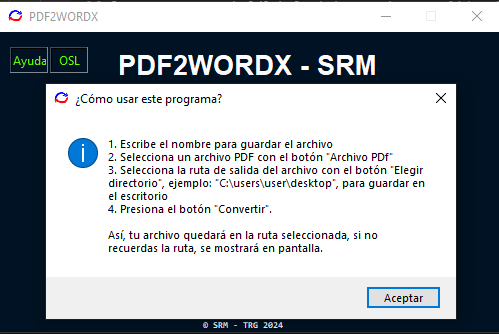 PDF2WORDX
Ayuda
OSL
PDF2WORDX - SRM
¿Cómo usar este programa?
1. Escribe el nombre para guardar el archivo
2. Selecciona un archivo PDF con el botón "Archivo PDf"
3. Selecciona la ruta de salida del archivo con el botón "Elegir
directorio", ejemplo: "C:\users\user\desktop", para guardar en
el escritorio
4. Presiona el botón "Convertir".
Así, tu archivo quedará en la ruta seleccionada, si no
recuerdas la ruta, se mostrará en pantalla.
Aceptar
© SRM - TRG 2024